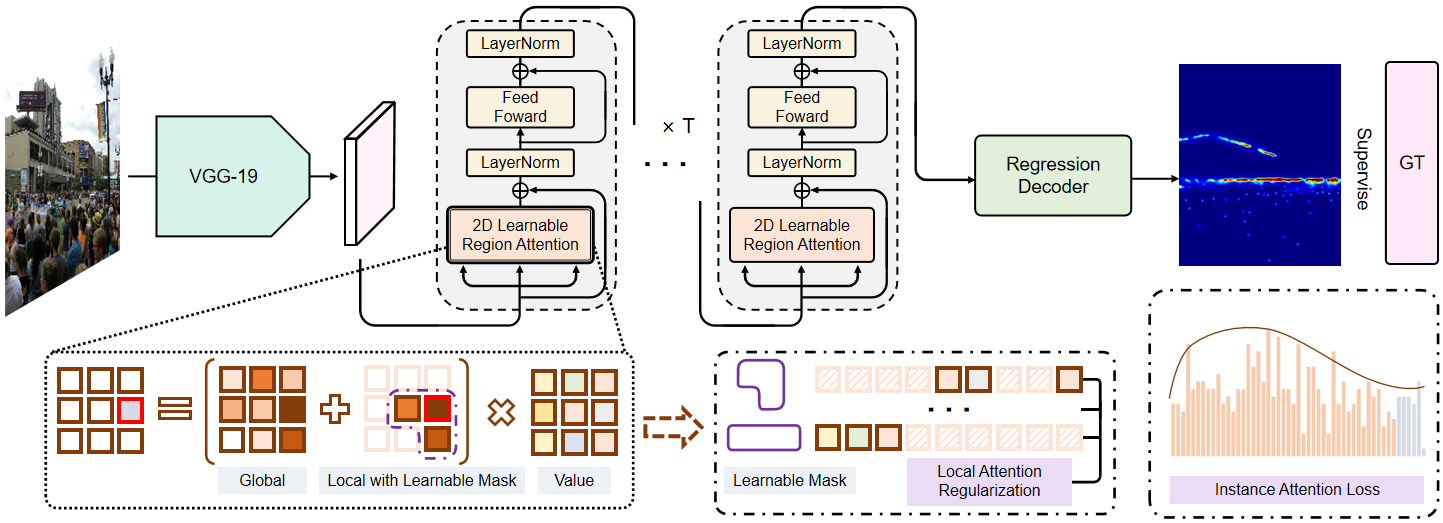 VGG-19
LayerNorm
Feed
Foward
LayerNorm
2D Learnable
Region Attention
× T
...
LayerNorm
Feed
Foward
LayerNorm
2D Learnable
Region Attention
Regression
Decoder
Supervise
GT
Global
Local with Learnable Mask
Value
...
Learnable Mask
Local Attention
Regularization
Instance Attention Loss